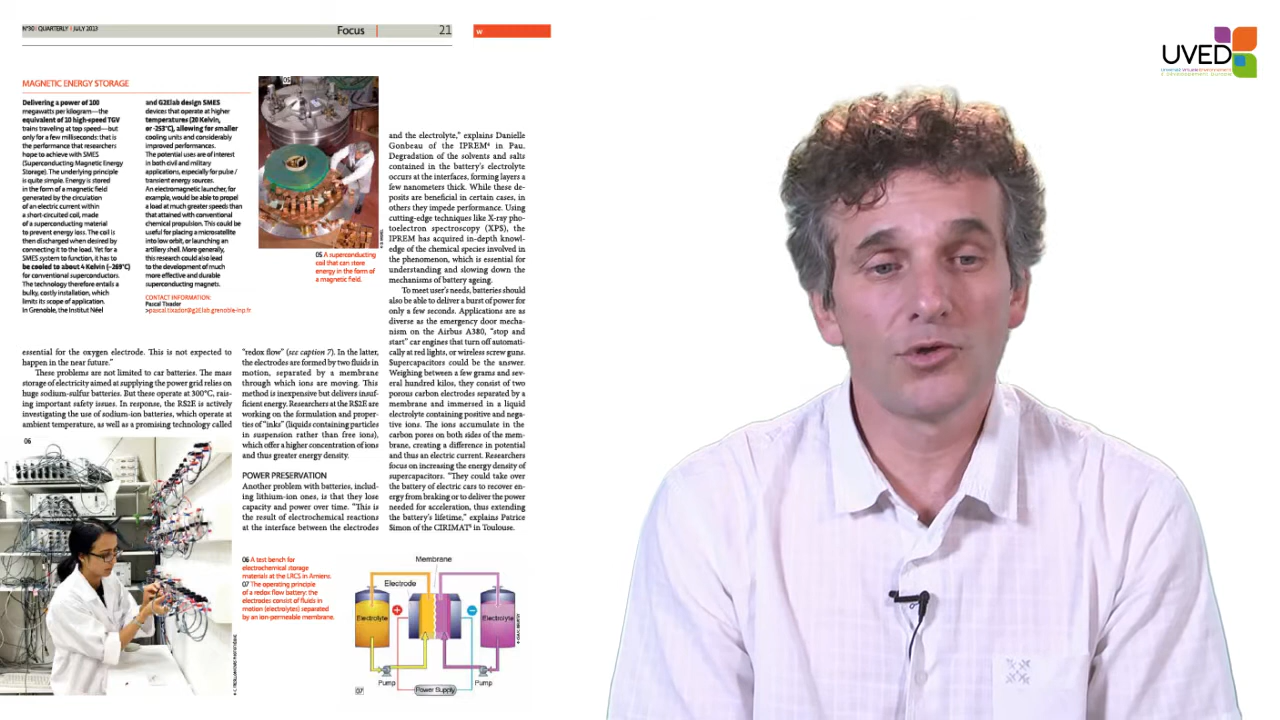 N°30 I QUARTERLY I JULY 2013
Focus
21
w
UVED
MAGNETIC ENERGY STORAGE
Delivering a power of 100
megawatts per kilogram—the
equivalent of 20 high-speed TGV
trains traveling at top speed—but
only for a few milliseconds: that is
the performance that researchers
hope to achieve with SMES
(Superconducting Magnetic Energy
Storage). The underlying principle
is quite simple. Energy is stored
in the form of a magnetic field
generated by the circulation
of an electric current within
a short-circuited coil, made
of a superconducting material
to prevent energy loss. The coil is
then discharged when desired by
connecting it to the load. Yet for a
SMES system to function, it has to
be cooled to about 4 Kelvin (–269°C)
for conventional superconductors.
The technology therefore entails a
bulky, costly installation, which
limits its scope of application.
In Grenoble, the Institut Néel
and G2Elab design SMES
devices that operate at higher
temperatures (20 Kelvin,
or -253°C), allowing for smaller
cooling units and considerably
improved performances.
The potential uses are of interest
in both civil and military
applications, especially for pulse /
transient energy sources.
An electromagnetic launcher, for
example, would be able to propel
a load at much greater speeds than
that attained with conventional
chemical propulsion. This could be
useful for placing a microsatellite
into low orbit, or launching an
artillery shell. More generally,
this research could also lead
to the development of much
more effective and durable
superconducting magnets.
CONTACT INFORMATION:
Pascal Tixador
>pascal.tixador@g2Elab.grenoble-inp.fr
05
05 A superconducting
coil that can store
energy in the form of
a magnetic field.
essential for the oxygen electrode. This is not expected to
happen in the near future."
These problems are not limited to car batteries. The mass
storage of electricity aimed at supplying the power grid relies on
huge sodium-sulfur batteries. But these operate at 300°C, rais-
ing important safety issues. In response, the RS2E is actively
investigating the use of sodium-ion batteries, which operate at
ambient temperature, as well as a promising technology called
06
"redox flow" (see caption 7). In the latter,
the electrodes are formed by two fluids in
motion, separated by a membrane
through which ions are moving. This
method is inexpensive but delivers insuf-
ficient energy. Researchers at the RS2E are
working on the formulation and proper-
ties of "inks" (liquids containing particles
in suspension rather than free ions),
which offer a higher concentration of ions
and thus greater energy density.
POWER PRESERVATION
Another problem with batteries, includ-
ing lithium-ion ones, is that they lose
capacity and power over time. "This is
the result of electrochemical reactions
at the interface between the electrodes
and the electrolyte," explains Danielle
Gonbeau of the IPREM⁴ in Pau.
Degradation of the solvents and salts
contained in the battery's electrolyte
occurs at the interfaces, forming layers a
few nanometers thick. While these de-
posits are beneficial in certain cases, in
others they impede performance. Using
cutting-edge techniques like X-ray pho-
toelectron spectroscopy (XPS), the
IPREM has acquired in-depth knowl-
edge of the chemical species involved in
the phenomenon, which is essential for
understanding and slowing down the
mechanisms of battery ageing.
To meet user's needs, batteries should
also be able to deliver a burst of power for
only a few seconds. Applications are as
diverse as the emergency door mecha-
nism on the Airbus A380, "stop and
start" car engines that turn off automati-
cally at red lights, or wireless screw guns.
Supercapacitors could be the answer.
Weighing between a few grams and sev-
eral hundred kilos, they consist of two
porous carbon electrodes separated by a
membrane and immersed in a liquid
electrolyte containing positive and nega-
tive ions. The ions accumulate in the
carbon pores on both sides of the mem-
brane, creating a difference in potential
and thus an electric current. Researchers
focus on increasing the energy density of
supercapacitors. "They could take over
the battery of electric cars to recover en-
ergy from braking or to deliver the power
needed for acceleration, thus extending
the battery's lifetime," explains Patrice
Simon of the CIRIMAT⁵ in Toulouse.
06 A test bench for
electrochemical storage
materials at the LRCS in Amiens.
07 The operating principle
of a redox flow battery: the
electrodes consist of fluids in
motion (electrolytes) separated
by an ion-permeable membrane.
Membrane
Electrode
+
−
Electrolyte
Electrolyte
Pump
Pump
Power Supply
07